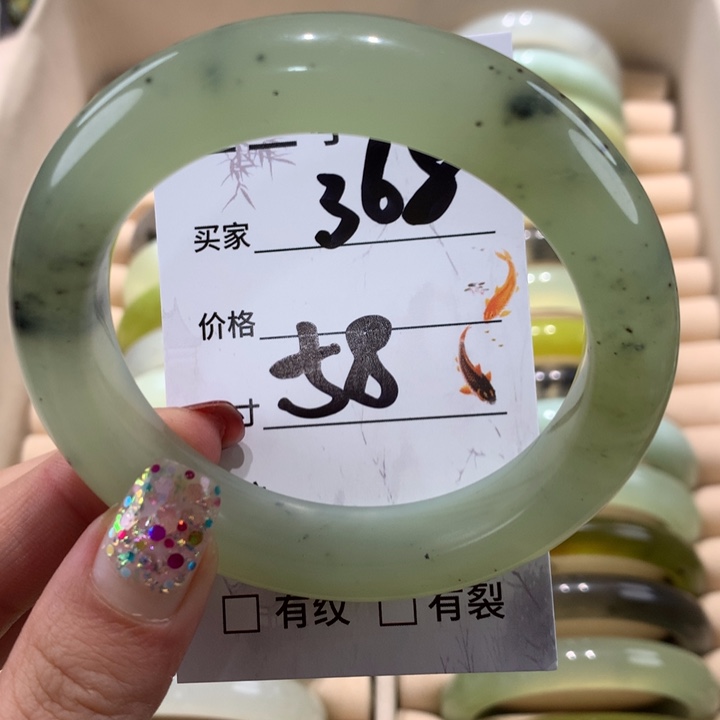 买家 368
价格
寸 58
有纹 有裂